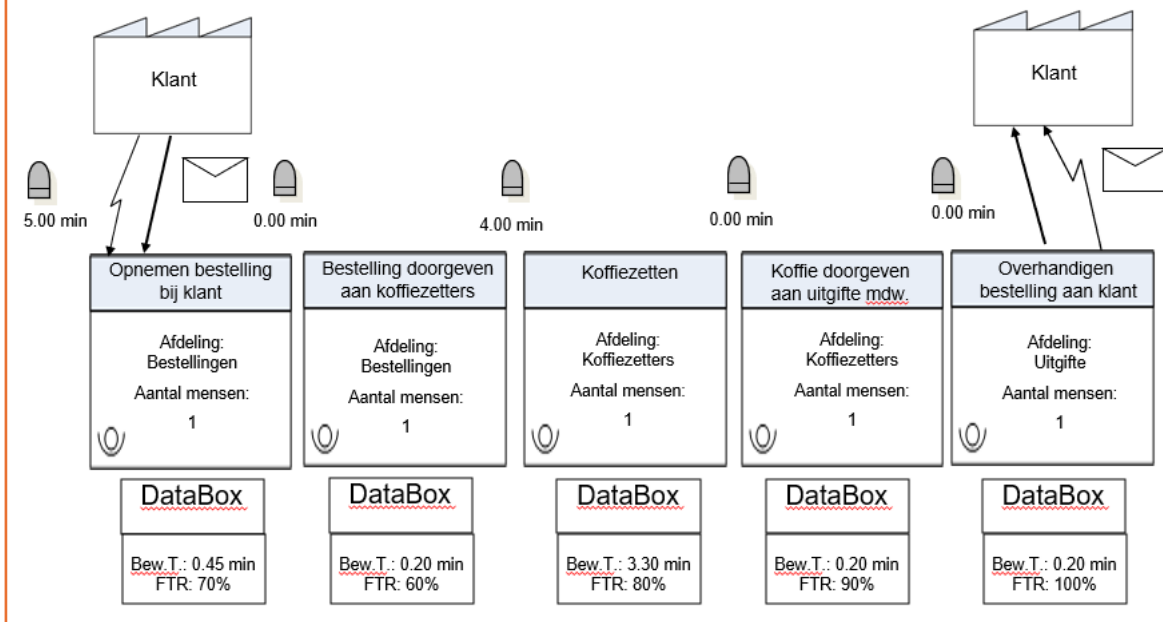 Klant
Klant
5.00 min
0.00 min
4.00 min
0.00 min
0.00 min
Opnemen bestelling
bij klant
Afdeling:
Bestellingen
Aantal mensen:
1
Bestelling doorgeven
aan koffiezetters
Afdeling:
Bestellingen
Aantal mensen:
1
Koffiezetten
Afdeling:
Koffiezetters
Aantal mensen:
1
Koffie doorgeven
aan uitgifte mdw.
Afdeling:
Koffiezetters
Aantal mensen:
1
Overhandigen
bestelling aan klant
Afdeling:
Uitgifte
Aantal mensen:
1
DataBox
Bew.T.: 0.45 min
FTR: 70%
DataBox
Bew.T.: 0.20 min
FTR: 60%
DataBox
Bew.T.: 3.30 min
FTR: 80%
DataBox
Bew.T.: 0.20 min
FTR: 90%
DataBox
Bew.T.: 0.20 min
FTR: 100%